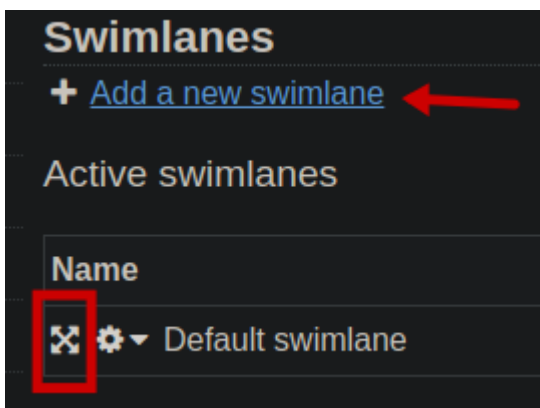 Swimlanes
Add a new swimlane
Active swimlanes
Name
Default swimlane